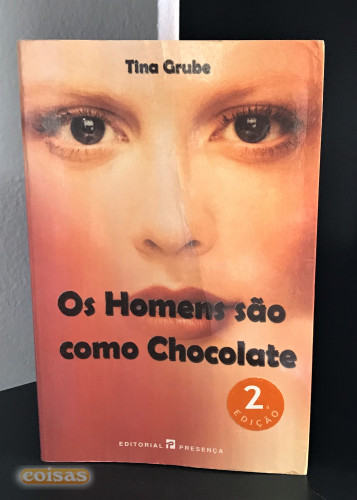 Tina Grube
Os Homens são
como Chocolate
2.ª
EDIÇÃO
EDITORIAL P PRESENÇA
coisas